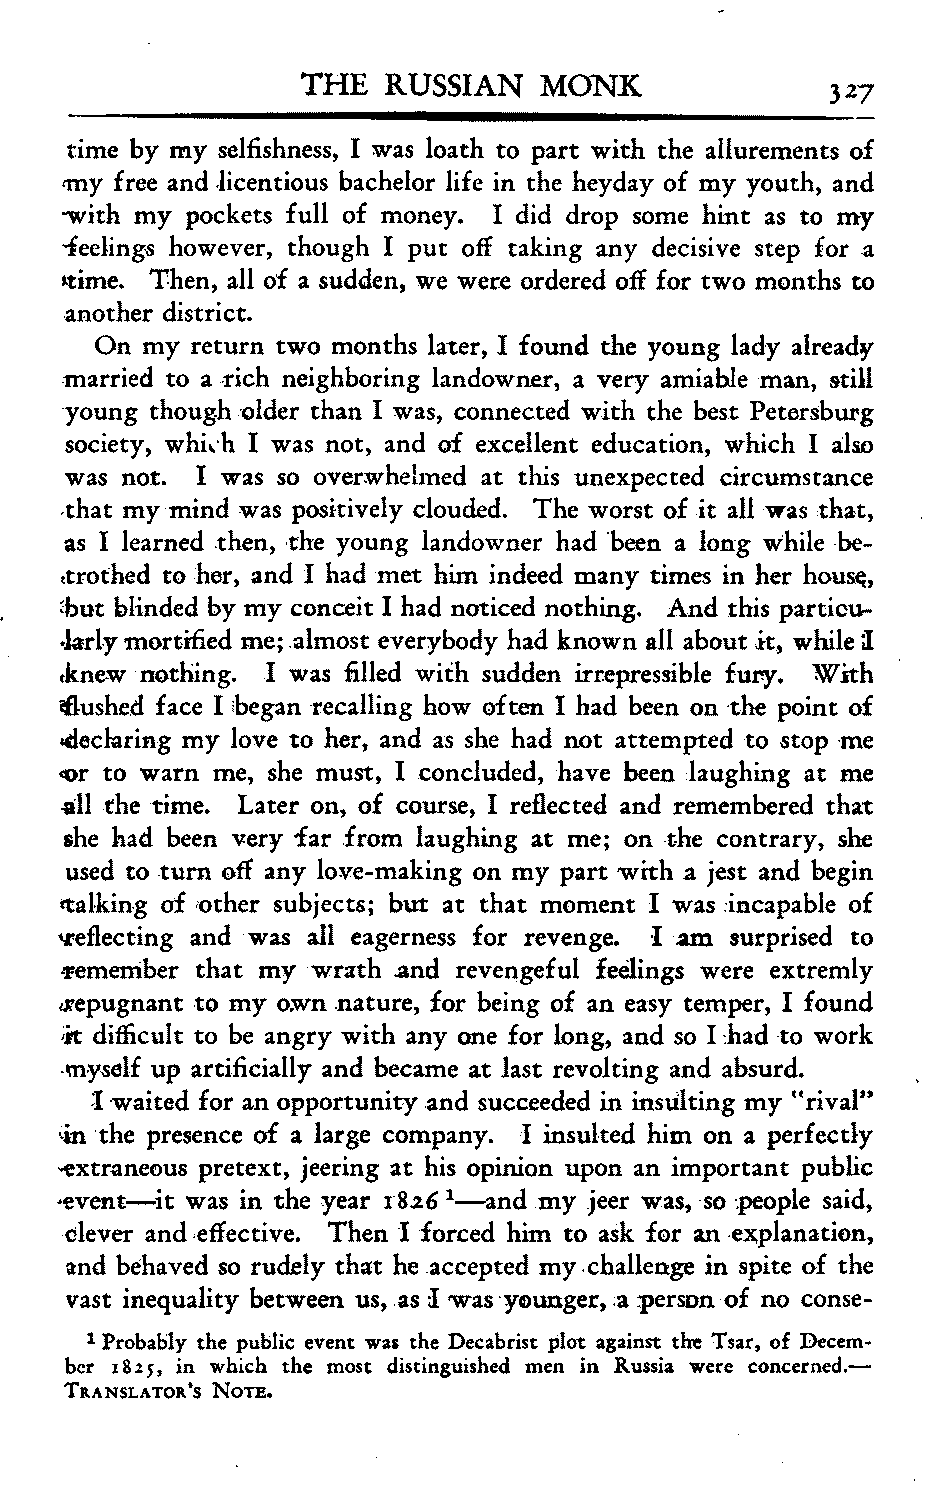 THE RUSSIAN MONK 327
time by my selfishness, I was loath to part with the allurements of
my free and licentious bachelor life in the heyday of my youth, and
with my pockets full of money. I did drop some hint as to my
feelings however, though I put off taking any decisive step for a
time. Then, all of a sudden, we were ordered off for two months to
another district.
On my return two months later, I found the young lady already
married to a rich neighboring landowner, a very amiable man, still
young though older than I was, connected with the best Petersburg
society, which I was not, and of excellent education, which I also
was not. I was so overwhelmed at this unexpected circumstance
that my mind was positively clouded. The worst of it all was that,
as I learned then, the young landowner had been a long while be-
trothed to her, and I had met him indeed many times in her house,
but blinded by my conceit I had noticed nothing. And this particu-
larly mortified me; almost everybody had known all about it, while I
knew nothing. I was filled with sudden irrepressible fury. With
flushed face I began recalling how often I had been on the point of
declaring my love to her, and as she had not attempted to stop me
or to warn me, she must, I concluded, have been laughing at me
all the time. Later on, of course, I reflected and remembered that
she had been very far from laughing at me; on the contrary, she
used to turn off any love-making on my part with a jest and begin
talking of other subjects; but at that moment I was incapable of
reflecting and was all eagerness for revenge. I am surprised to
remember that my wrath and revengeful feelings were extremly
repugnant to my own nature, for being of an easy temper, I found
it difficult to be angry with any one for long, and so I had to work
myself up artificially and became at last revolting and absurd.
I waited for an opportunity and succeeded in insulting my "rival"
in the presence of a large company. I insulted him on a perfectly
extraneous pretext, jeering at his opinion upon an important public
event—it was in the year 1826 ¹—and my jeer was, so people said,
clever and effective. Then I forced him to ask for an explanation,
and behaved so rudely that he accepted my challenge in spite of the
vast inequality between us, as I was younger, a person of no conse-
¹ Probably the public event was the Decabrist plot against the Tsar, of Decem-
ber 1825, in which the most distinguished men in Russia were concerned.—
TRANSLATOR'S NOTE.